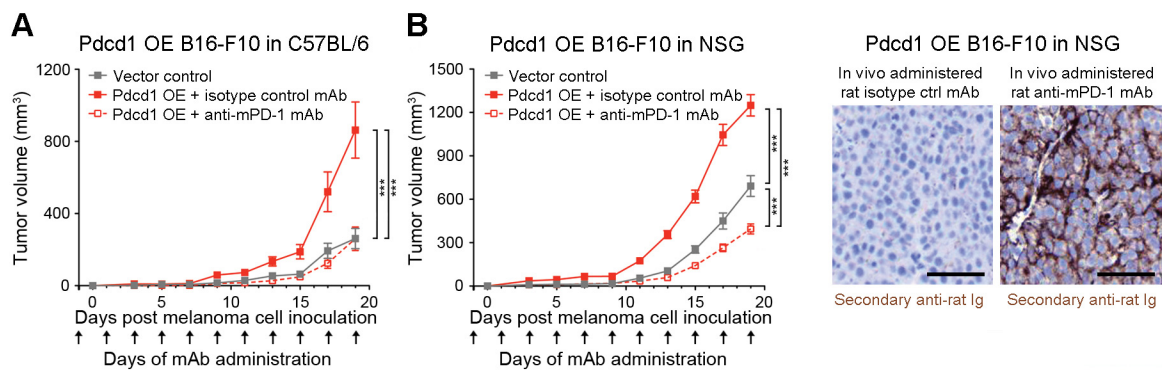 A
Pdcd1 OE B16-F10 in C57BL/6
Tumor volume (mm³)
1200
800
400
0
Vector control
Pdcd1 OE + isotype control mAb
Pdcd1 OE + anti-mPD-1 mAb
***
***
0 5 10 15 20
Days post melanoma cell inoculation
Days of mAb administration
B
Pdcd1 OE B16-F10 in NSG
Tumor volume (mm³)
1500
1200
900
600
300
0
Vector control
Pdcd1 OE + isotype control mAb
Pdcd1 OE + anti-mPD-1 mAb
***
***
***
0 5 10 15 20
Days post melanoma cell inoculation
Days of mAb administration
Pdcd1 OE B16-F10 in NSG
In vivo administered
rat isotype ctrl mAb
In vivo administered
rat anti-mPD-1 mAb
Secondary anti-rat Ig
Secondary anti-rat Ig